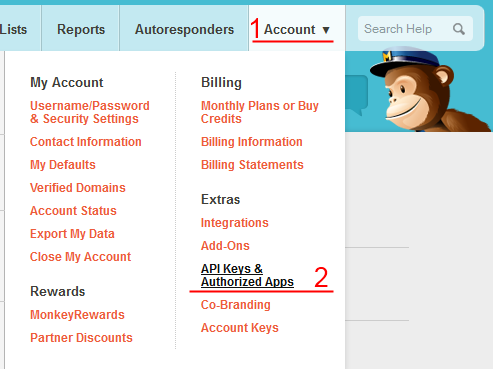 Lists
Reports
Autoresponders
1 Account ▼
Search Help
My Account
Username/Password
& Security Settings
Contact Information
My Defaults
Verified Domains
Account Status
Export My Data
Close My Account
Rewards
MonkeyRewards
Partner Discounts
Billing
Monthly Plans or Buy
Credits
Billing Information
Billing Statements
Extras
Integrations
Add-Ons
API Keys &
Authorized Apps 2
Co-Branding
Account Keys